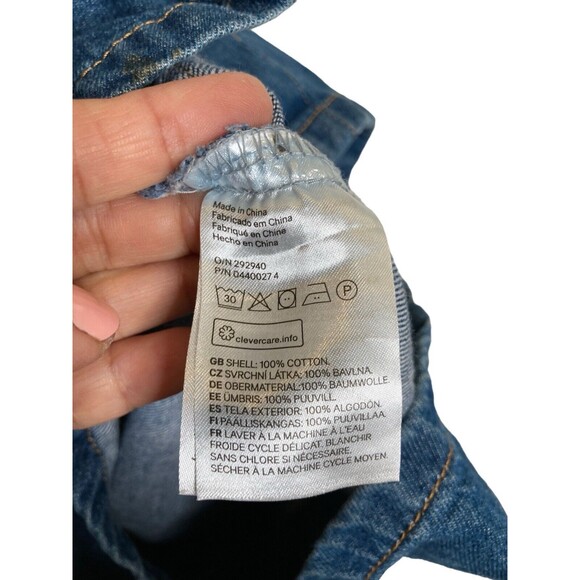 Made in China
Fabricado em China
Fabriqué en Chine
Hecho en China
O/N 292940
P/N 0440027 4
30 P
clevercare.info
GB SHELL: 100% COTTON.
CZ SVRCHNÍ LÁTKA: 100% BAVLNA.
DE OBERMATERIAL: 100% BAUMWOLLE.
EE ÜMBRIS: 100% PUUVILL.
ES TELA EXTERIOR: 100% ALGODÓN.
FI PÄÄLLISKANGAS: 100% PUUVILLAA.
FR LAVER À LA MACHINE À L'EAU
FROIDE CYCLE DÉLICAT, BLANCHIR
SANS CHLORE SI NÉCESSAIRE.
SÉCHER À LA MACHINE CYCLE MOYEN.